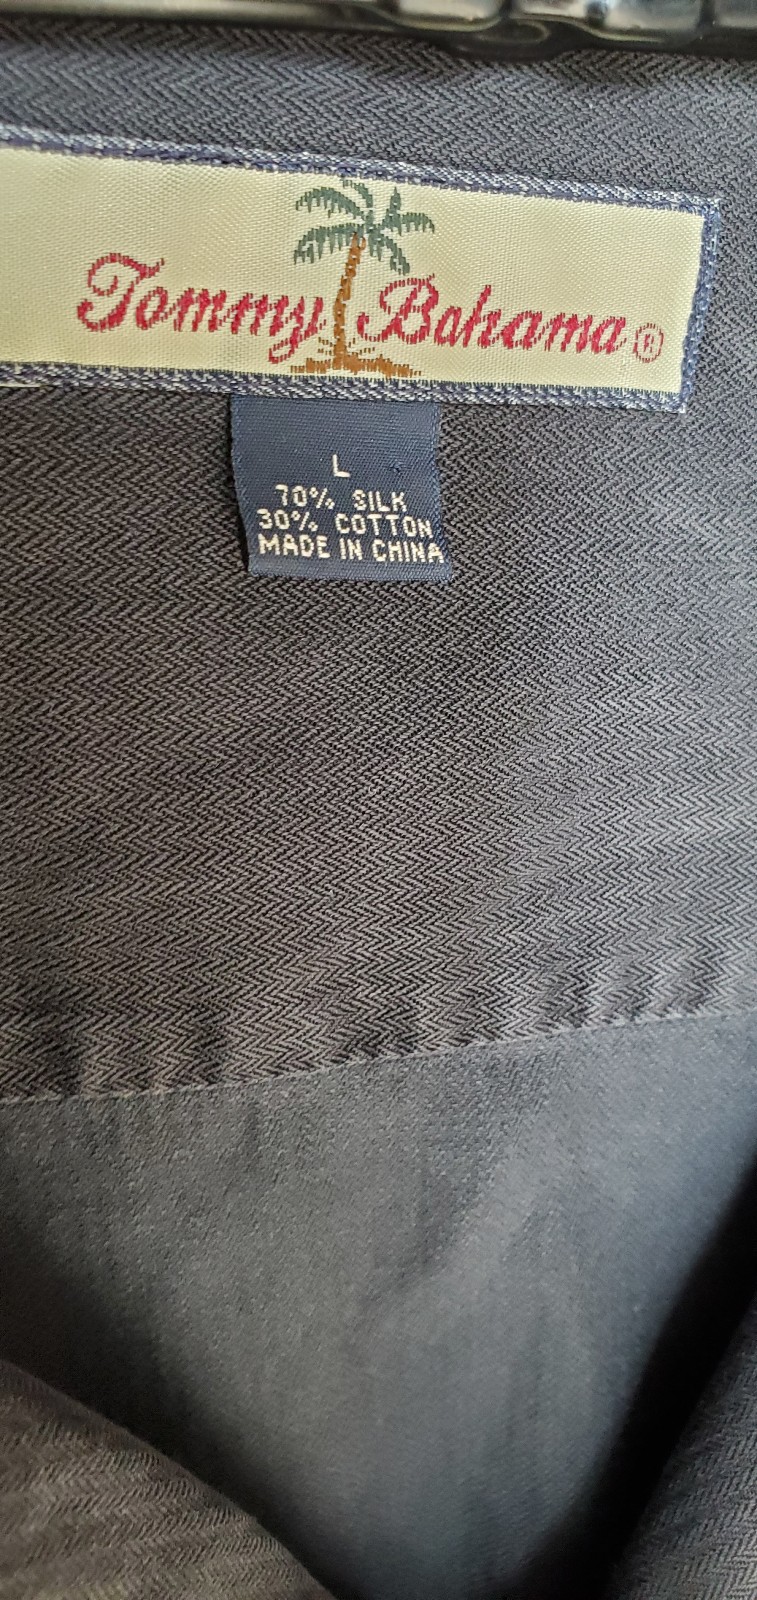 Tommy Bahama ®
L
70% SILK
30% COTTON
MADE IN CHINA